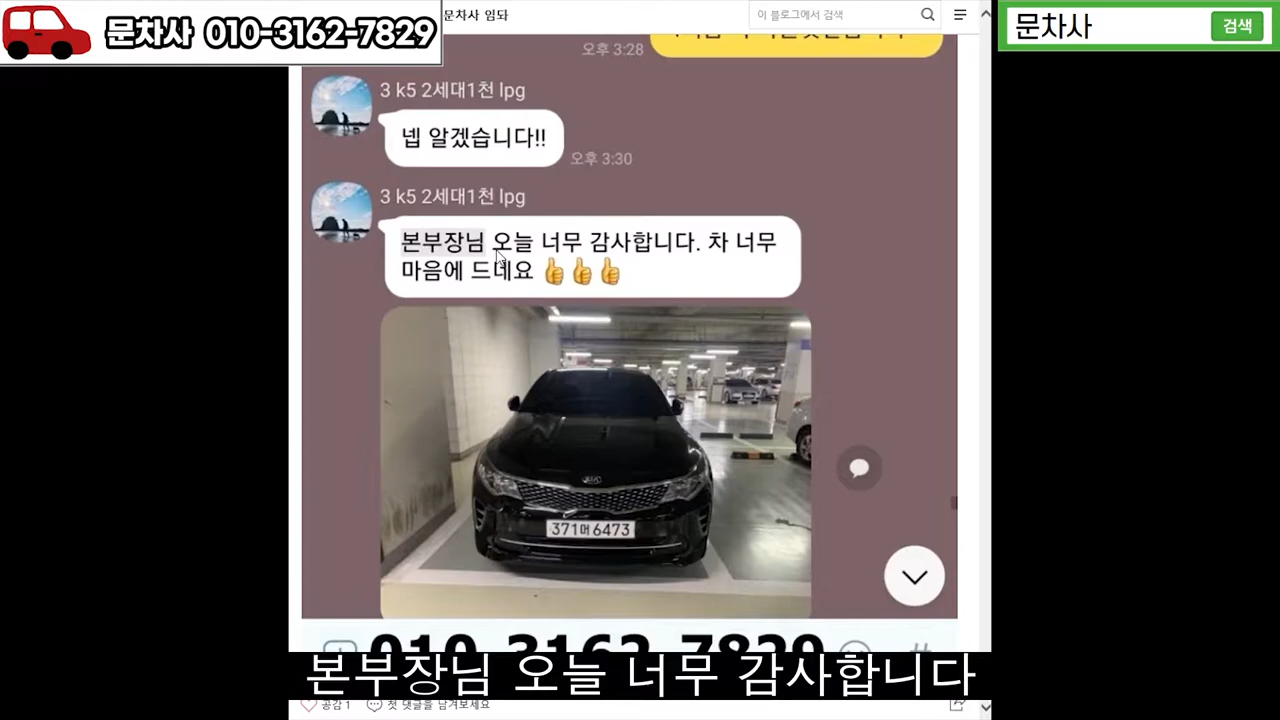 문차사 010-3162-7829
문차사 임돠
이 블로그에서 검색
문차사
검색
오후 3:28
3 k5 2세대1천 lpg
넵 알겠습니다!!
오후 3:30
3 k5 2세대1천 lpg
본부장님 오늘 너무 감사합니다. 차 너무
마음에 드네요 👍👍👍
371머6473
010-3162-7829
#
본부장님 오늘 너무 감사합니다
공감 1
첫 댓글을 남겨보세요